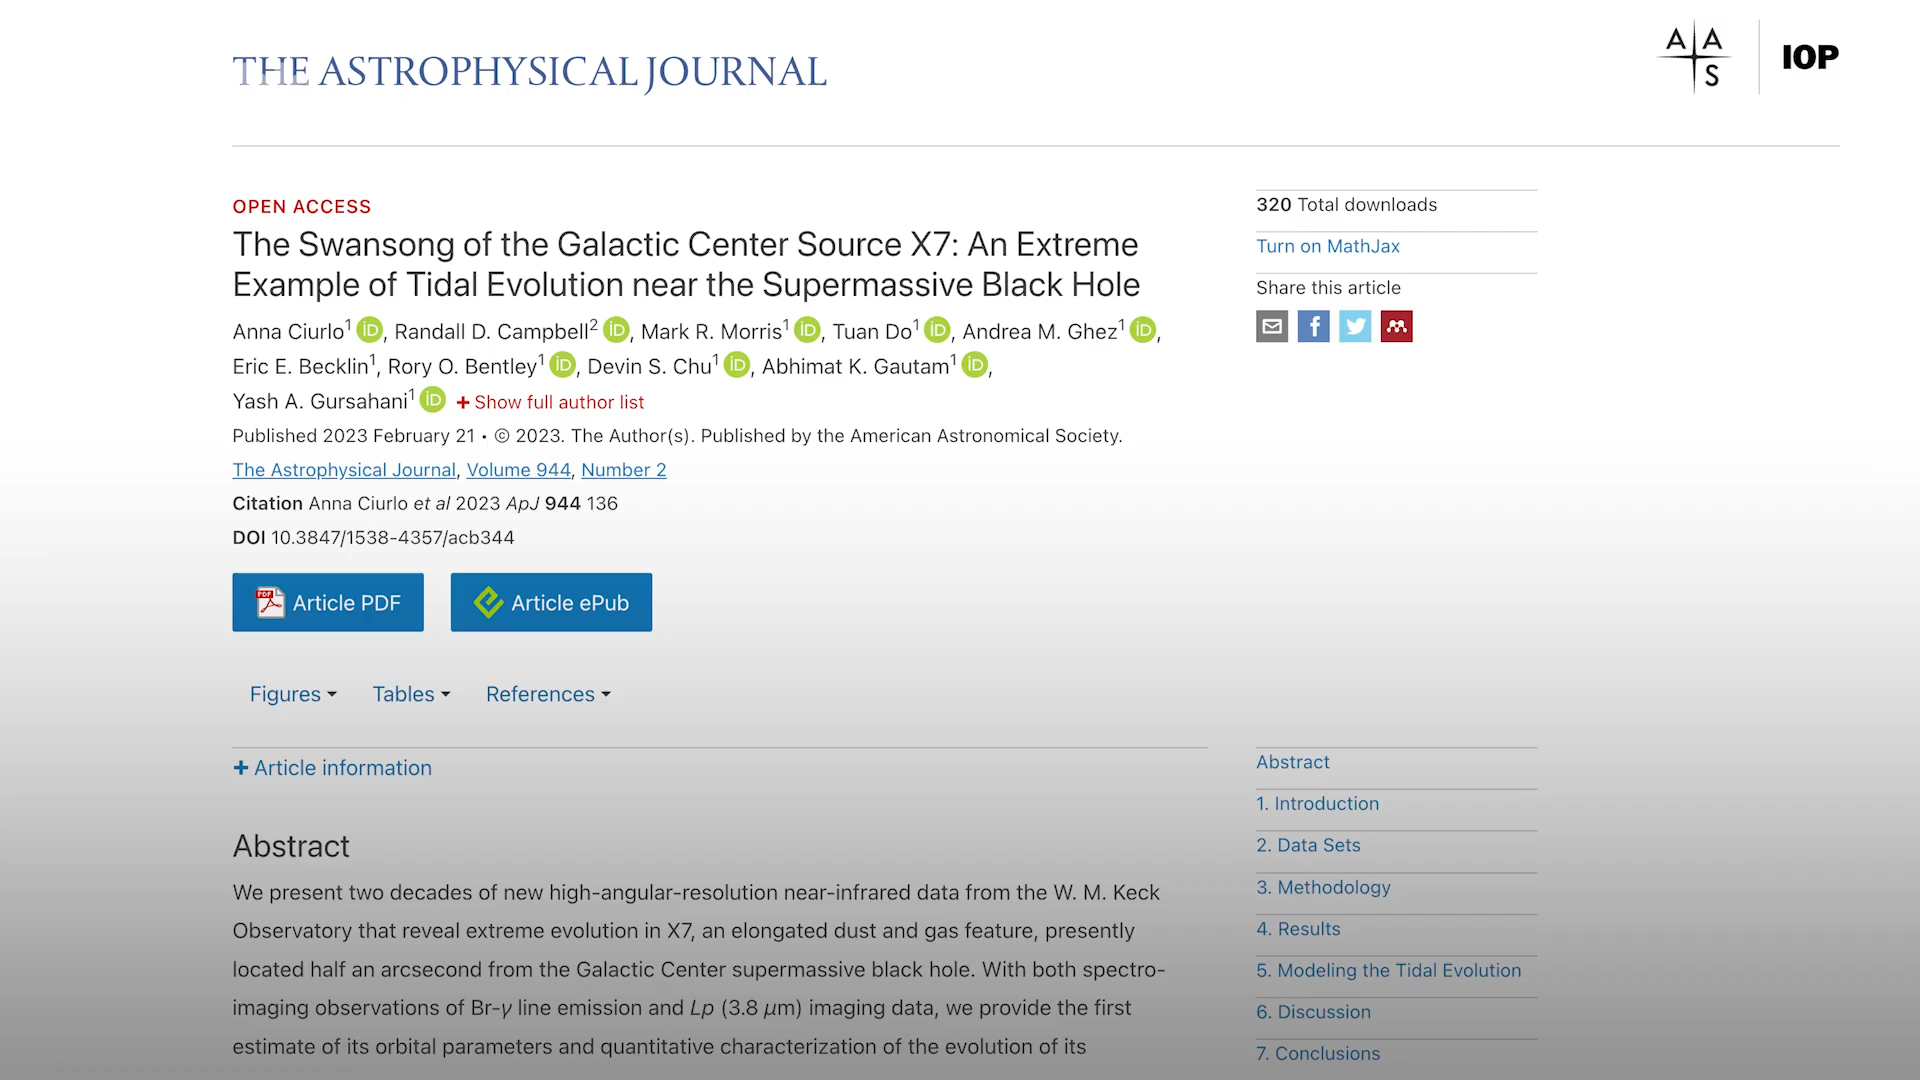 THE ASTROPHYSICAL JOURNAL
A A
S
IOP
OPEN ACCESS
The Swansong of the Galactic Center Source X7: An Extreme
Example of Tidal Evolution near the Supermassive Black Hole
Anna Ciurlo1 iD, Randall D. Campbell2 iD, Mark R. Morris1 iD, Tuan Do1 iD, Andrea M. Ghez1 iD,
Eric E. Becklin1, Rory O. Bentley1 iD, Devin S. Chu1 iD, Abhimat K. Gautam1 iD,
Yash A. Gursahani1 iD + Show full author list
Published 2023 February 21 • © 2023. The Author(s). Published by the American Astronomical Society.
The Astrophysical Journal, Volume 944, Number 2
Citation Anna Ciurlo et al 2023 ApJ 944 136
DOI 10.3847/1538-4357/acb344
PDF Article PDF
Article ePub
Figures Tables References
+ Article information
Abstract
We present two decades of new high-angular-resolution near-infrared data from the W. M. Keck
Observatory that reveal extreme evolution in X7, an elongated dust and gas feature, presently
located half an arcsecond from the Galactic Center supermassive black hole. With both spectro-
imaging observations of Br-γ line emission and Lp (3.8 μm) imaging data, we provide the first
estimate of its orbital parameters and quantitative characterization of the evolution of its
320 Total downloads
Turn on MathJax
Share this article
Abstract
1. Introduction
2. Data Sets
3. Methodology
4. Results
5. Modeling the Tidal Evolution
6. Discussion
7. Conclusions